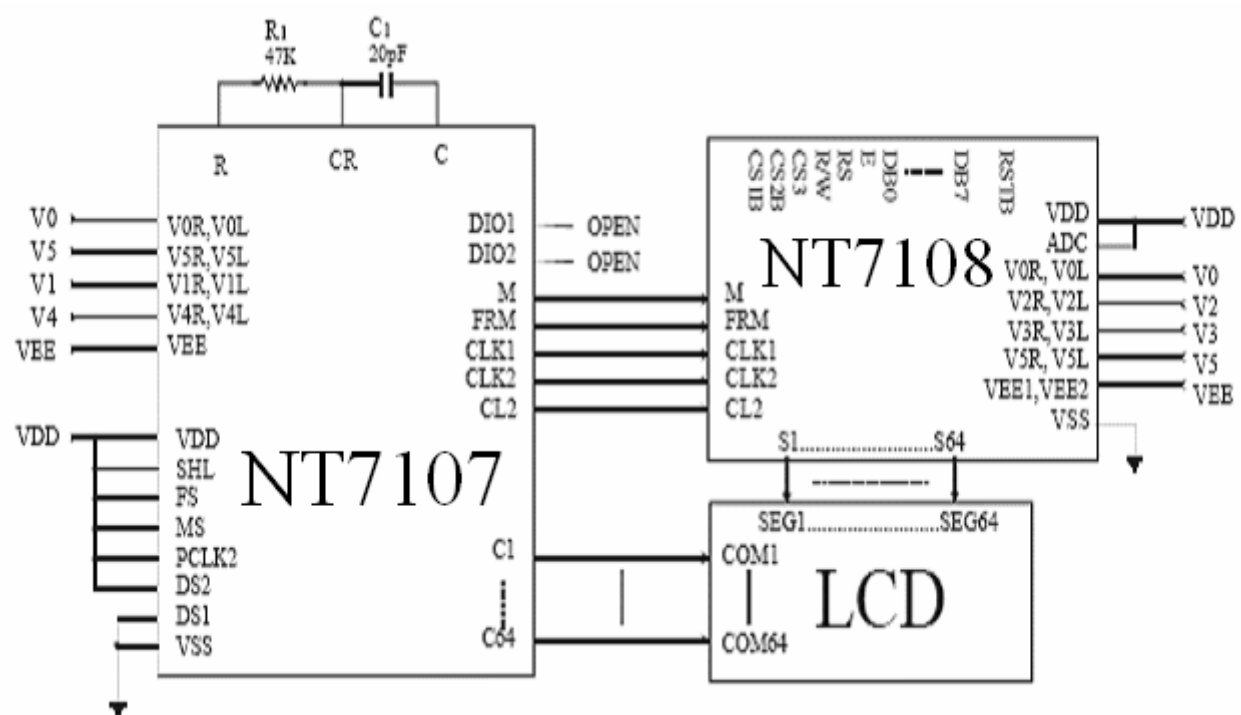 R1
47K
C1
20pF
R
CR
C
V0
V5
V1
V4
VEE
V0R,V0L
V5R,V5L
V1R,V1L
V4R,V4L
VEE
VDD
VDD
SHL
FS
MS
PCLK2
DS2
DS1
VSS
NT7107
DIO1
DIO2
OPEN
OPEN
M
FRM
CLK1
CLK2
CL2
C1
C64
CS1B
CS2B
CS3
R/W
RS
E
DB0
DB7
RSTB
NT7108
M
FRM
CLK1
CLK2
CL2
VDD
ADC
V0R, V0L
V2R, V2L
V3R, V3L
V5R, V5L
VEE1,VEE2
VSS
VDD
V0
V2
V3
V5
VEE
S1....................S64
SEG1........................SEG64
COM1
COM64
LCD